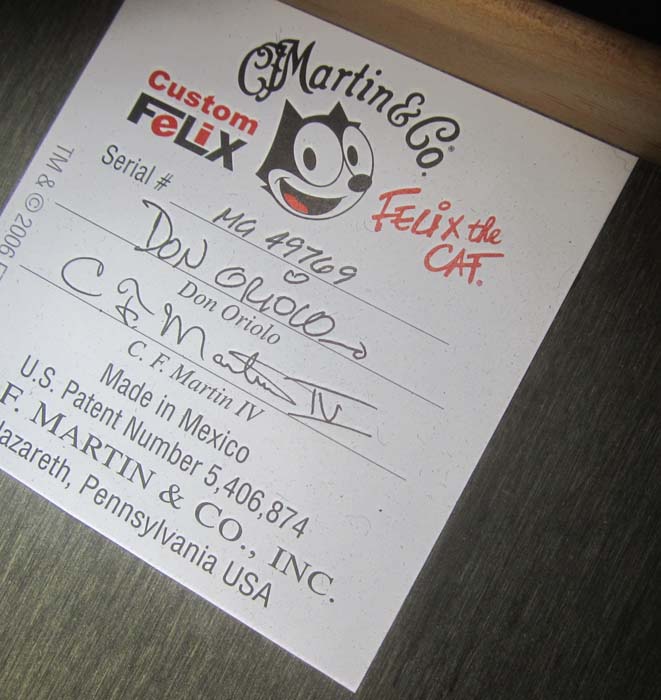 CF Martin & Co.
Custom
FeLiX
FELiX the
CAT.
Serial # MG 49769
DON ORIOLO
Don Oriolo
C F Martin IV
C. F. Martin IV
Made in Mexico
U.S. Patent Number 5,406,874
F. MARTIN & CO., INC.
Nazareth, Pennsylvania USA
TM & © 2006